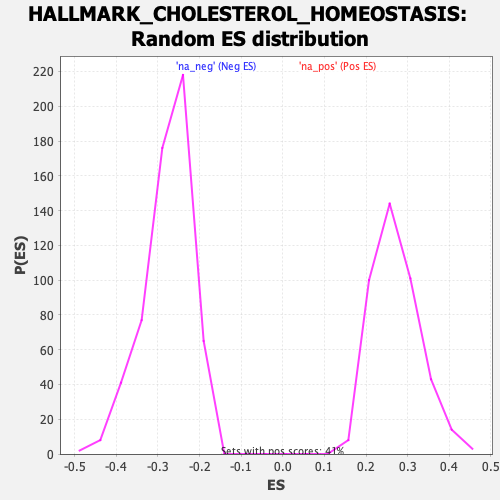 HALLMARK_CHOLESTEROL_HOMEOSTASIS:
Random ES distribution
'na_neg' (Neg ES) 'na_pos' (Pos ES)
220
200
180
160
140
120
100
80
60
40
20
0
P(ES)
Sets with pos scores: 41%
-0.5 -0.4 -0.3 -0.2 -0.1 0.0 0.1 0.2 0.3 0.4 0.5
ES